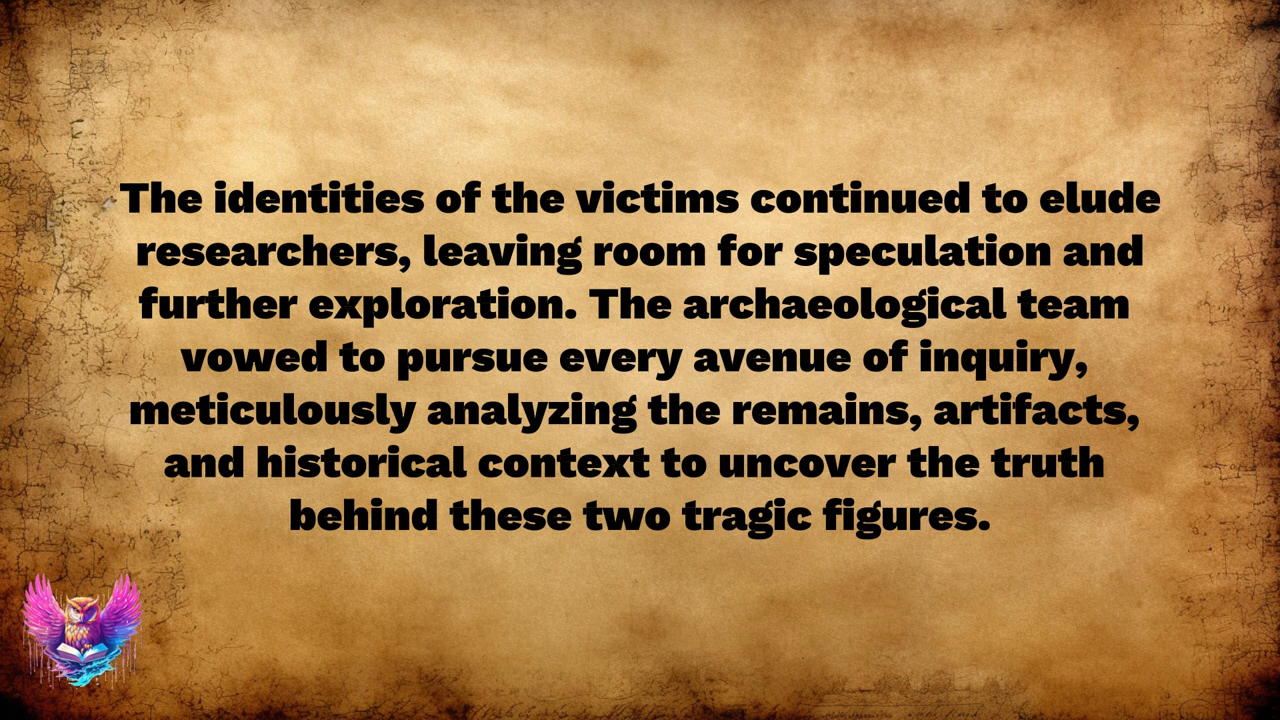 The identities of the victims continued to elude
researchers, leaving room for speculation and
further exploration. The archaeological team
vowed to pursue every avenue of inquiry,
meticulously analyzing the remains, artifacts,
and historical context to uncover the truth
behind these two tragic figures.